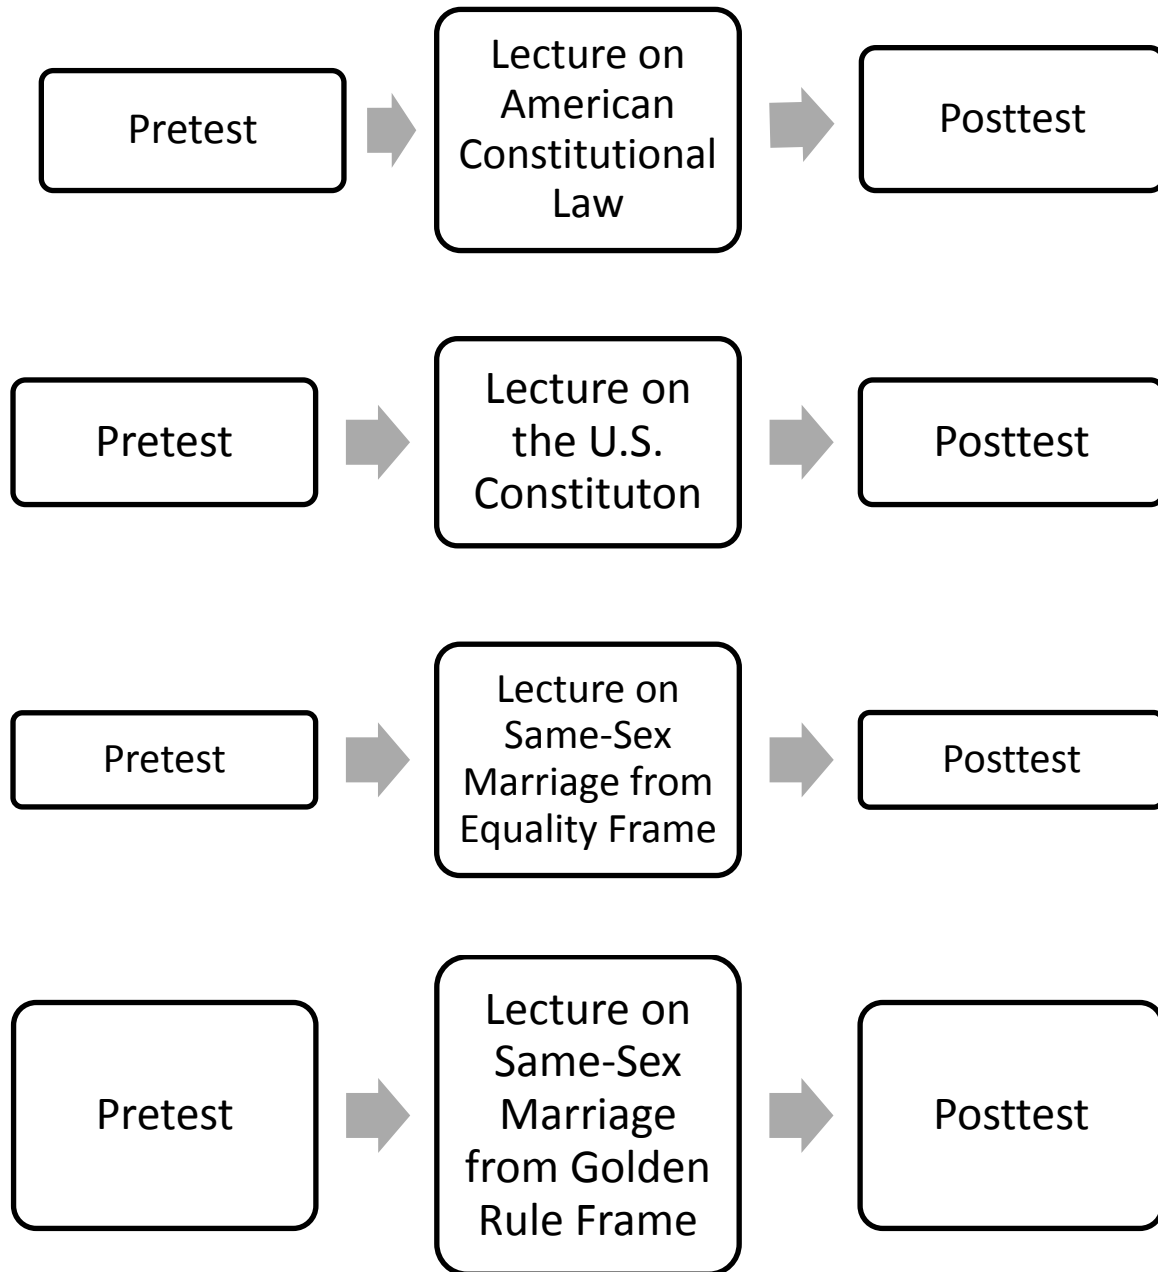 Pretest
Lecture on
American
Constitutional
Law
Posttest
Pretest
Lecture on
the U.S.
Constituton
Posttest
Pretest
Lecture on
Same-Sex
Marriage from
Equality Frame
Posttest
Pretest
Lecture on
Same-Sex
Marriage
from Golden
Rule Frame
Posttest